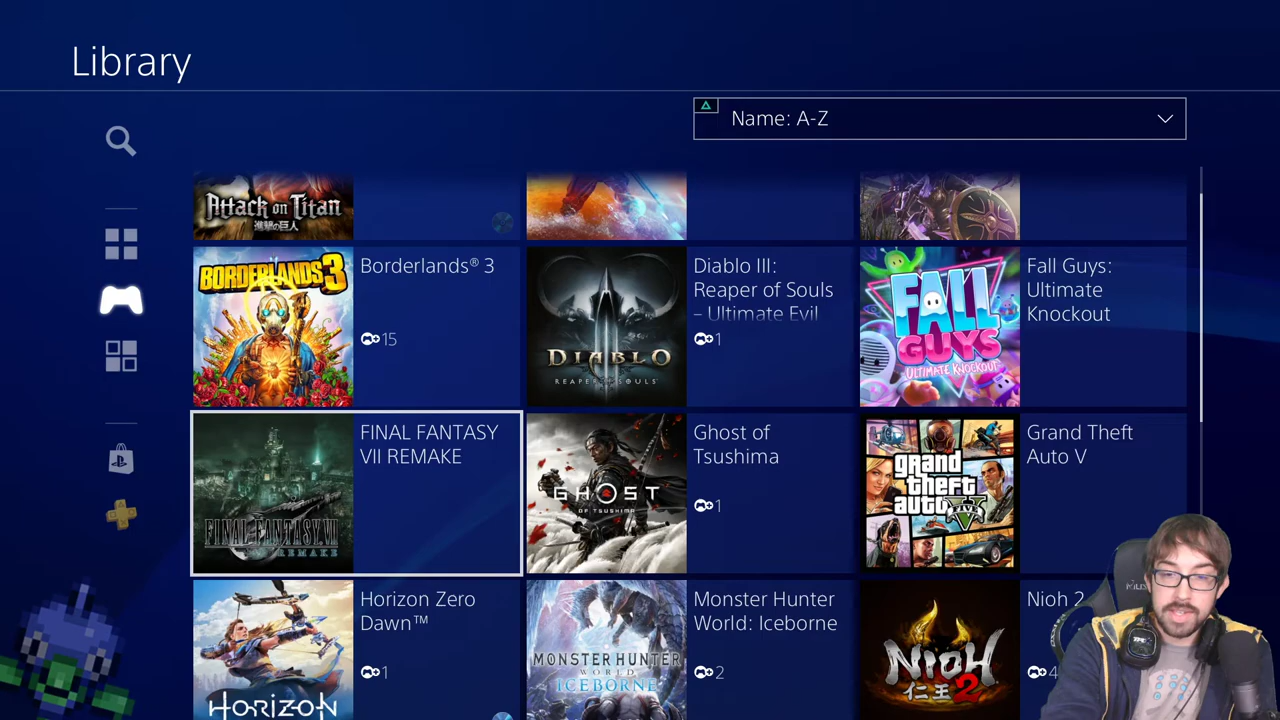 Library
Name: A-Z
Attack on Titan
進撃の巨人
BORDERLANDS 3
Borderlands® 3
15
DIABLO
REAPER OF SOULS
Diablo III:
Reaper of Souls
– Ultimate Evil
1
FALL
GUYS
ULTIMATE KNOCKOUT
Fall Guys:
Ultimate
Knockout
FINAL FANTASY VII
REMAKE
FINAL FANTASY
VII REMAKE
GHOST
OF TSUSHIMA
Ghost of
Tsushima
1
grand
theft
auto V
FIVE
Grand Theft
Auto V
HORIZON
Horizon Zero
Dawn™
1
MONSTER HUNTER
WORLD
ICEBORNE
Monster Hunter
World: Iceborne
2
NIOH
仁王2
Nioh 2
4